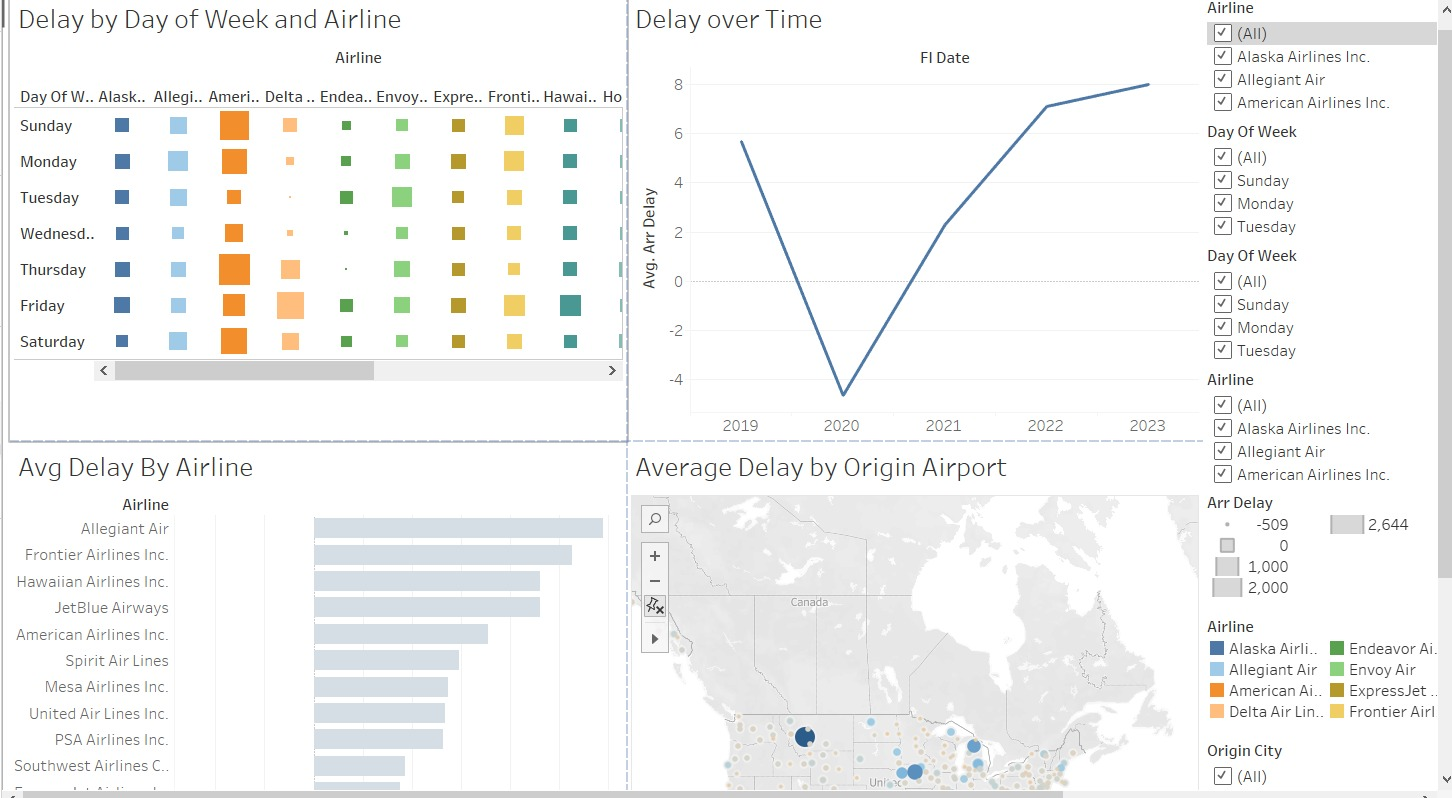 Delay by Day of Week and Airline
Airline
Day Of W.. Alask.. Allegi.. Ameri.. Delta .. Endea.. Envoy.. Expre.. Fronti.. Hawai.. Ho
Sunday
Monday
Tuesday
Wednesd..
Thursday
Friday
Saturday
Delay over Time
Fl Date
Avg. Arr Delay
8
6
4
2
0
-2
-4
2019 2020 2021 2022 2023
Avg Delay By Airline
Airline
Allegiant Air
Frontier Airlines Inc.
Hawaiian Airlines Inc.
JetBlue Airways
American Airlines Inc.
Spirit Air Lines
Mesa Airlines Inc.
United Air Lines Inc.
PSA Airlines Inc.
Southwest Airlines C..
Average Delay by Origin Airport
Canada
Airline
(All)
Alaska Airlines Inc.
Allegiant Air
American Airlines Inc.
Day Of Week
(All)
Sunday
Monday
Tuesday
Day Of Week
(All)
Sunday
Monday
Tuesday
Airline
(All)
Alaska Airlines Inc.
Allegiant Air
American Airlines Inc.
Arr Delay
-509 2,644
0
1,000
2,000
Airline
Alaska Airli.. Endeavor Ai.
Allegiant Air Envoy Air
American Ai.. ExpressJet ..
Delta Air Lin.. Frontier Airl
Origin City
(All)